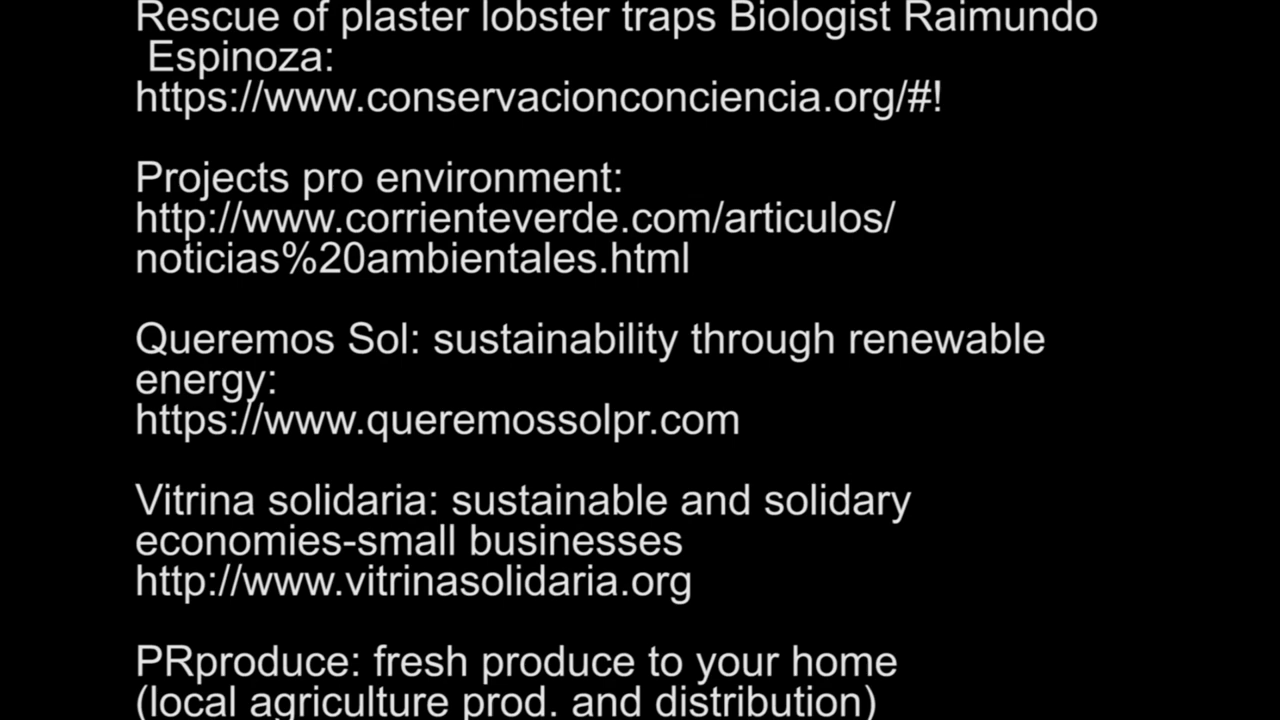 Rescue of plaster lobster traps Biologist Raimundo
Espinoza:
https://www.conservacionconciencia.org/#!
Projects pro environment:
http://www.corrienteverde.com/articulos/
noticias%20ambientales.html
Queremos Sol: sustainability through renewable
energy:
https://www.queremossolpr.com
Vitrina solidaria: sustainable and solidary
economies-small businesses
http://www.vitrinasolidaria.org
PRproduce: fresh produce to your home
(local agriculture prod. and distribution)